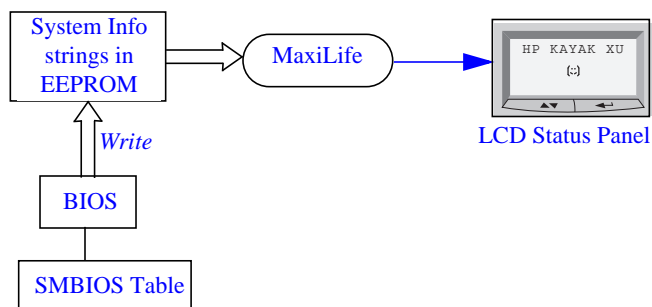 System Info
strings in
EEPROM
MaxiLife
HP KAYAK XU
(::)
LCD Status Panel
Write
BIOS
SMBIOS Table